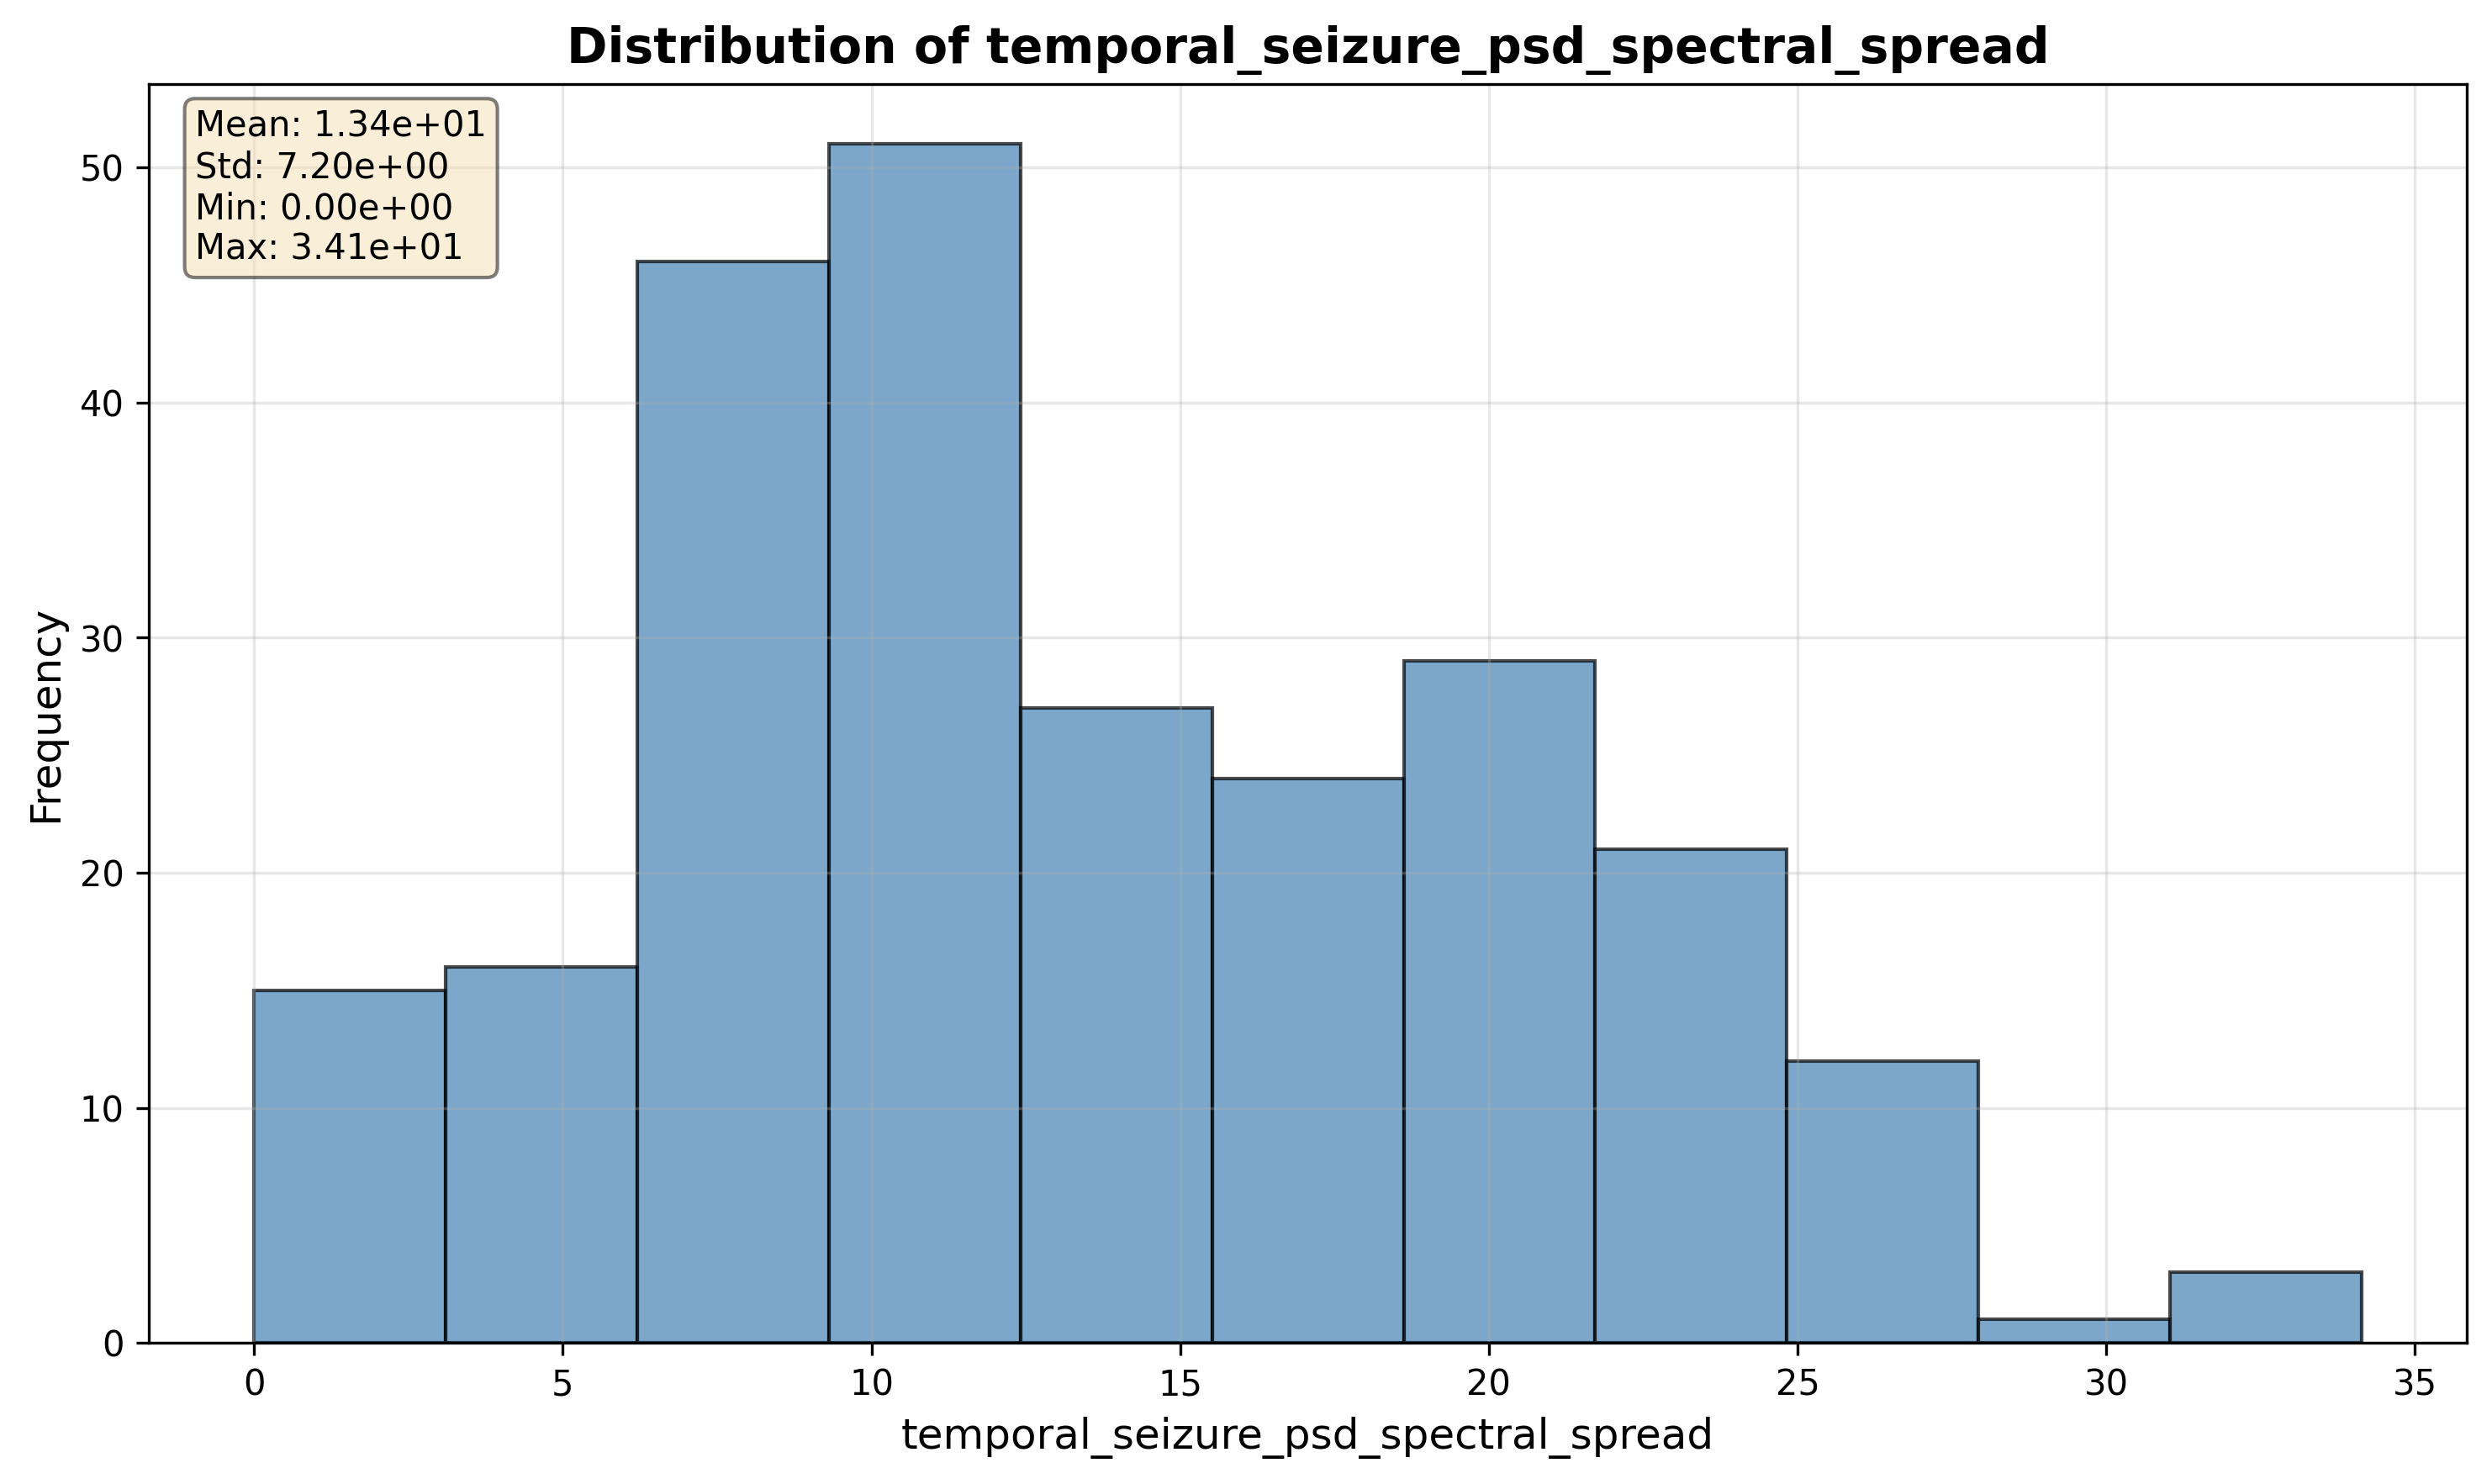 Distribution of temporal_seizure_psd_spectral_spread
Mean: 1.34e+01
Std: 7.20e+00
Min: 0.00e+00
Max: 3.41e+01
Frequency
50
40
30
20
10
0
0 5 10 15 20 25 30 35
temporal_seizure_psd_spectral_spread